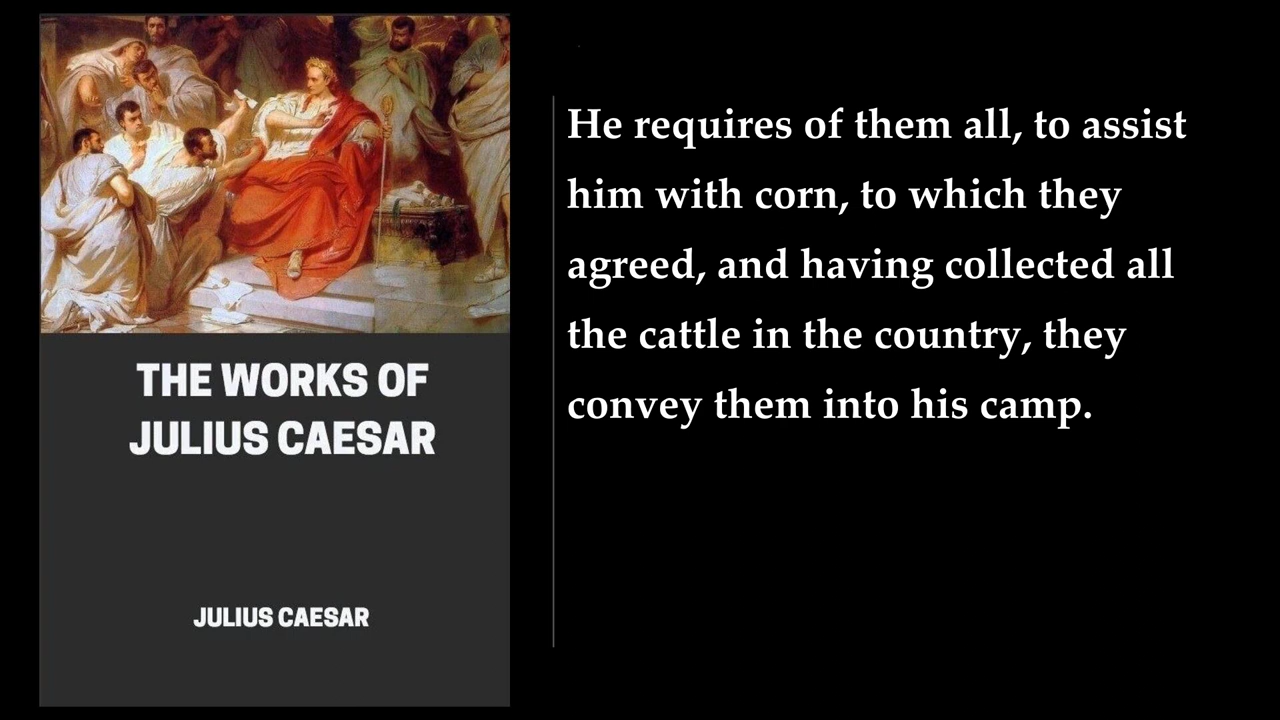 THE WORKS OF
JULIUS CAESAR
JULIUS CAESAR
He requires of them all, to assist
him with corn, to which they
agreed, and having collected all
the cattle in the country, they
convey them into his camp.